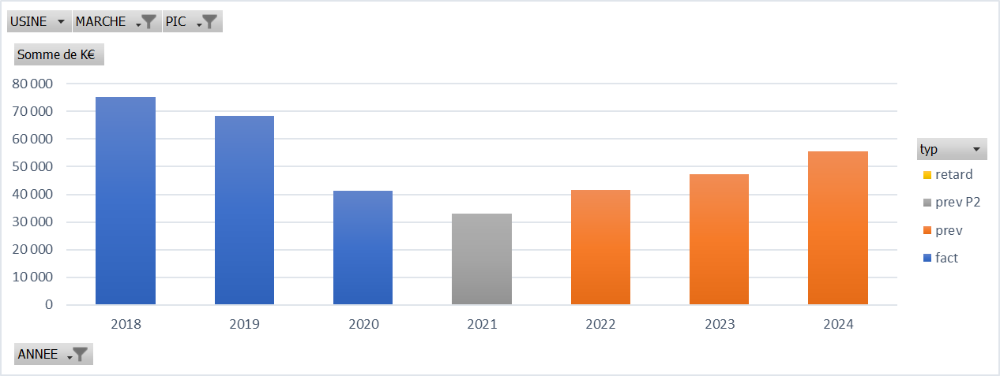 USINE MARCHE PIC
Somme de K€
80 000
70 000
60 000
50 000
40 000
30 000
20 000
10 000
0
2018 2019 2020 2021 2022 2023 2024
typ
retard
prev P2
prev
fact
ANNEE